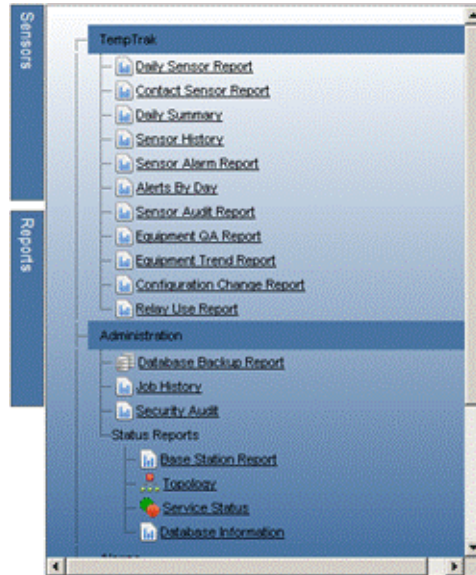 Sensors
Reports
TempTrak
Daily Sensor Report
Contact Sensor Report
Daily Summary
Sensor History
Sensor Alarm Report
Alerts By Day
Sensor Audit Report
Equipment QA Report
Equipment Trend Report
Configuration Change Report
Relay Use Report
Administration
Database Backup Report
Job History
Security Audit
Status Reports
Base Station Report
Topology
Service Status
Database Information